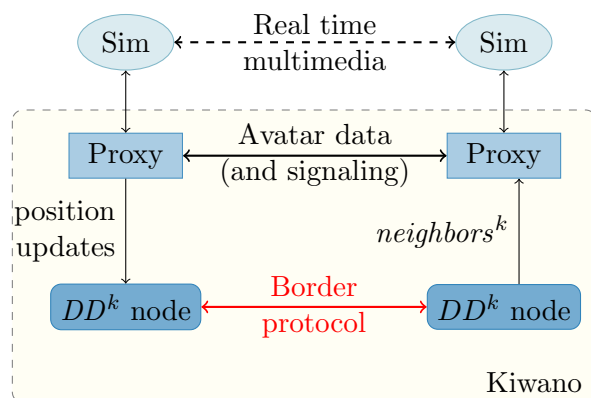 Sim
Real time
multimedia
Sim
Proxy
Avatar data
(and signaling)
Proxy
position
updates
neighbors^k
DD^k node
Border
protocol
DD^k node
Kiwano